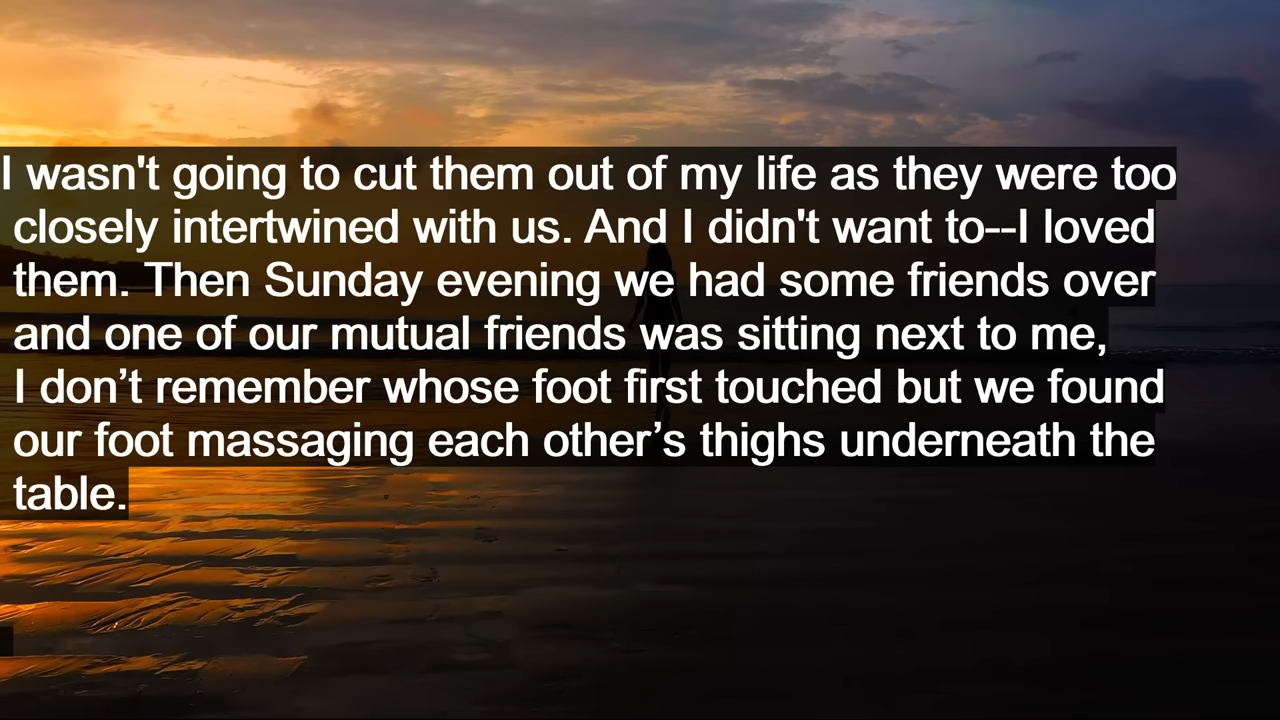 I wasn't going to cut them out of my life as they were too
closely intertwined with us. And I didn't want to--I loved
them. Then Sunday evening we had some friends over
and one of our mutual friends was sitting next to me,
I don’t remember whose foot first touched but we found
our foot massaging each other’s thighs underneath the
table.